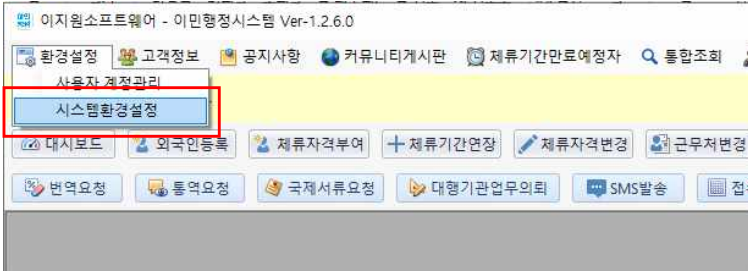 이지원소프트웨어 - 이민행정시스템 Ver-1.2.6.0
환경설정 고객정보 공지사항 커뮤니티게시판 체류기간만료예정자 통합조회
사용자 계정관리
시스템환경설정
대시보드 외국인등록 체류자격부여 체류기간연장 체류자격변경 근무처변경
번역요청 통역요청 국제서류요청 대행기관업무의뢰 SMS발송 접